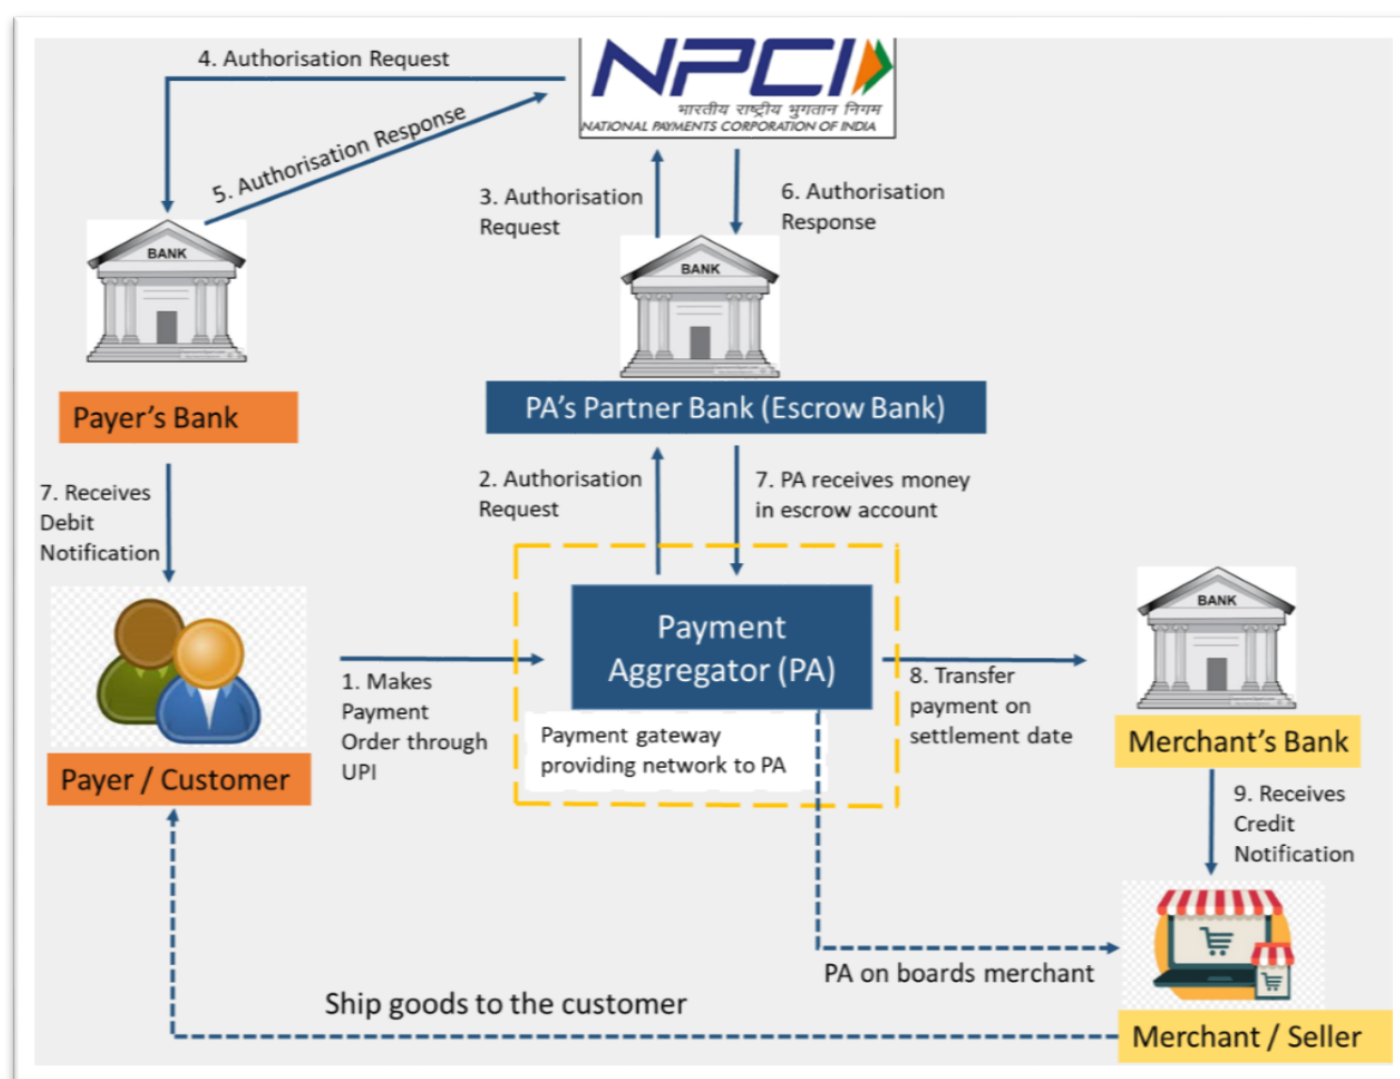 4. Authorisation Request
NPCI
भारतीय राष्ट्रीय भुगतान निगम
NATIONAL PAYMENTS CORPORATION OF INDIA
5. Authorisation Response
3. Authorisation
Request
6. Authorisation
Response
BANK
BANK
Payer's Bank
PA's Partner Bank (Escrow Bank)
7. Receives
Debit
Notification
2. Authorisation
Request
7. PA receives money
in escrow account
BANK
Payment
Aggregator (PA)
1. Makes
Payment
Order through
UPI
8. Transfer
payment on
settlement date
Payment gateway
providing network to PA
Merchant's Bank
Payer / Customer
9. Receives
Credit
Notification
PA on boards merchant
Ship goods to the customer
Merchant / Seller